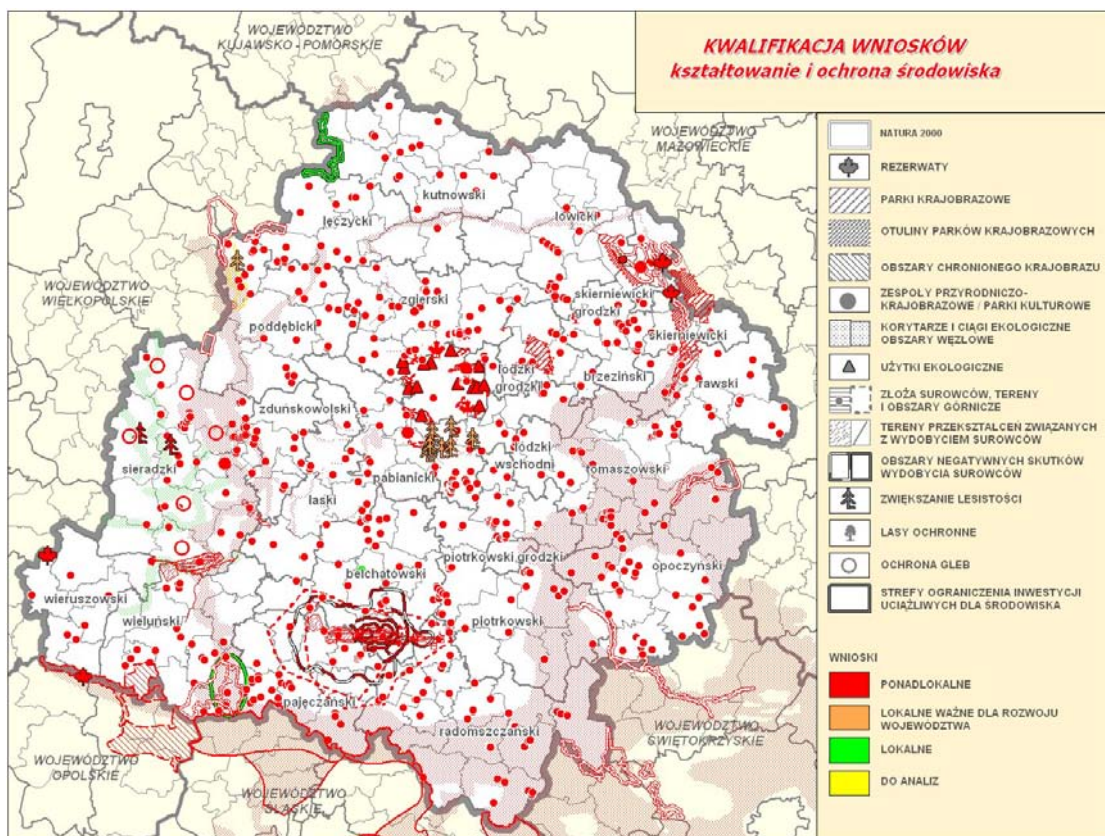 KWALIFIKACJA WNIOSKÓW
kształtowanie i ochrona środowiska
WOJEWÓDZTWO
KUJAWSKO - POMORSKIE
WOJEWÓDZTWO
MAZOWIECKIE
kutnowski
łęczycki
łowicki
WOJEWÓDZTWO
WIELKOPOLSKIE
zgierski
skierniewicki
grodzki
poddębicki
skierniewicki
łódzki
grodzki
brzeziński
rawski
zduńskowolski
sieradzki
łódzki
wschodni
pabianicki
tomaszowski
łaski
piotrkowski grodzki
opoczyński
bełchatowski
wieruszowski
wieluński
piotrkowski
pajęczański
radomszczański
WOJEWÓDZTWO
ŚWIĘTOKRZYSKIE
WOJEWÓDZTWO
OPOLSKIE
WOJEWÓDZTWO
ŚLĄSKIE
NATURA 2000
REZERWATY
PARKI KRAJOBRAZOWE
OTULINY PARKÓW KRAJOBRAZOWYCH
OBSZARY CHRONIONEGO KRAJOBRAZU
ZESPOŁY PRZYRODNICZO-
KRAJOBRAZOWE / PARKI KULTUROWE
KORYTARZE I CIĄGI EKOLOGICZNE
OBSZARY WĘZŁOWE
UŻYTKI EKOLOGICZNE
ZŁOŻA SUROWCÓW, TERENY
I OBSZARY GÓRNICZE
TERENY PRZEKSZTAŁCEŃ ZWIĄZANYCH
Z WYDOBYCIEM SUROWCÓW
OBSZARY NEGATYWNYCH SKUTKÓW
WYDOBYCIA SUROWCÓW
ZWIĘKSZANIE LESISTOŚCI
LASY OCHRONNE
OCHRONA GLEB
STREFY OGRANICZENIA INWESTYCJI
UCIĄŻLIWYCH DLA ŚRODOWISKA
WNIOSKI
PONADLOKALNE
LOKALNE WAŻNE DLA ROZWOJU
WOJEWÓDZTWA
LOKALNE
DO ANALIZ